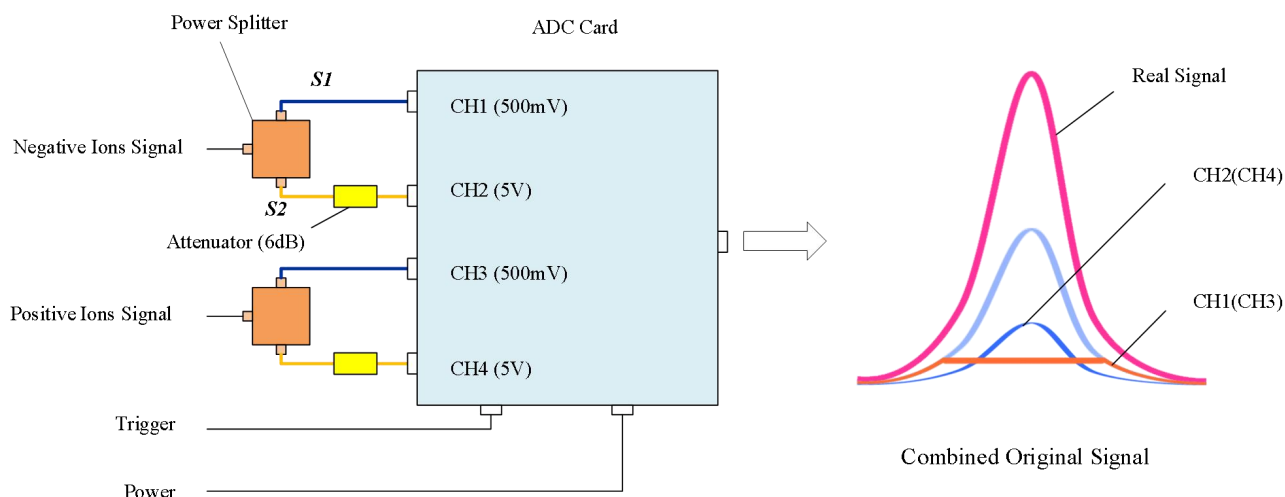 Power Splitter
ADC Card
S1
Real Signal
CH1 (500mV)
Negative Ions Signal
CH2(CH4)
CH2 (5V)
S2
Attenuator (6dB)
CH3 (500mV)
CH1(CH3)
Positive Ions Signal
CH4 (5V)
Trigger
Combined Original Signal
Power